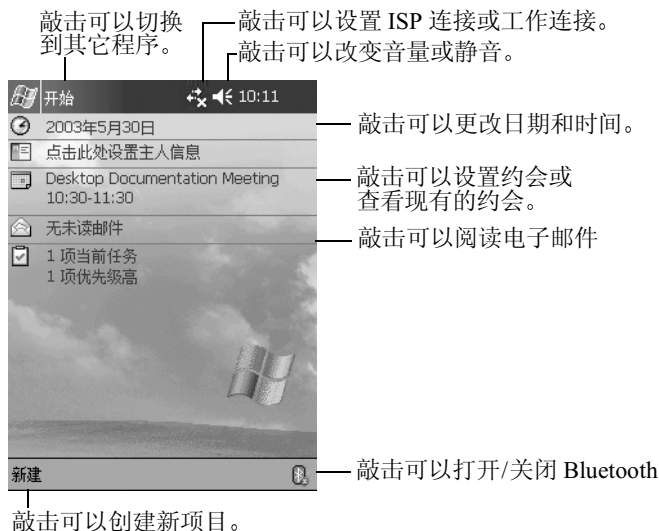 敲击可以切换
到其它程序。
敲击可以设置 ISP 连接或工作连接。
敲击可以改变音量或静音。
开始
10:11
2003年5月30日
敲击可以更改日期和时间。
点击此处设置主人信息
Desktop Documentation Meeting
10:30-11:30
敲击可以设置约会或
查看现有的约会。
无未读邮件
敲击可以阅读电子邮件
1 项当前任务
1 项优先级高
新建
敲击可以打开/关闭 Bluetooth
敲击可以创建新项目。